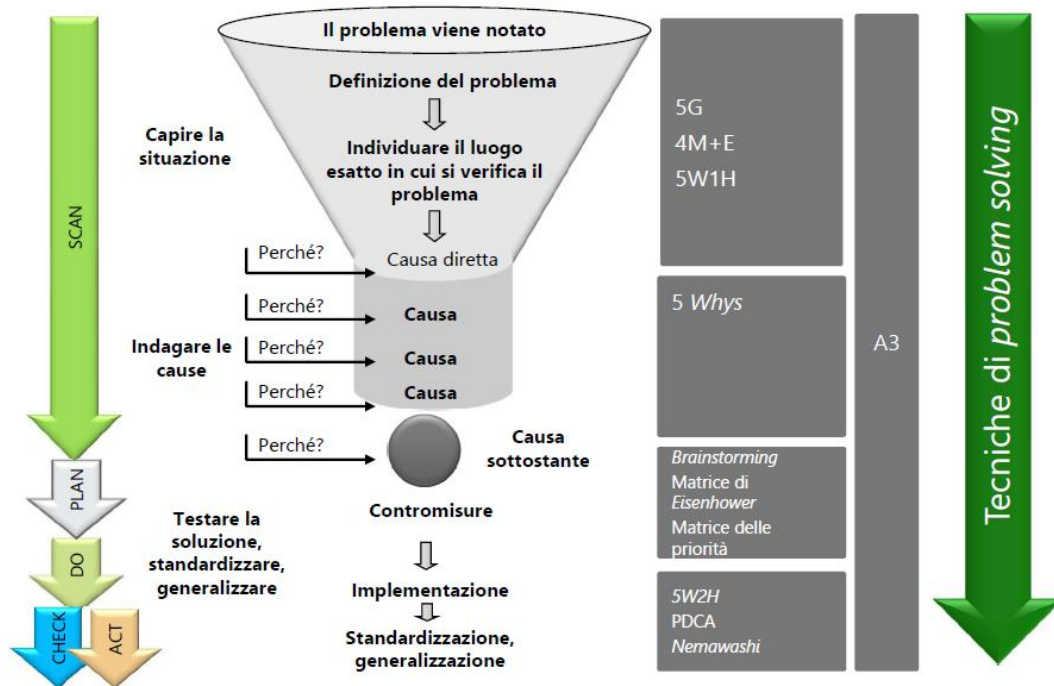 Il problema viene notato
Definizione del problema
Capire la
situazione
Individuare il luogo
esatto in cui si verifica il
problema
Perché?
Causa diretta
Perché?
Causa
Indagare le
cause
Perché?
Causa
Perché?
Causa
Perché?
Causa
sottostante
Contromisure
Testare la
soluzione,
standardizzare,
generalizzare
Implementazione
Standardizzazione,
generalizzazione
SCAN
PLAN
DO
CHECK
ACT
5G
4M+E
5W1H
5 Whys
Brainstorming
Matrice di
Eisenhower
Matrice delle
priorità
5W2H
PDCA
Nemawashi
A3
Tecniche di problem solving